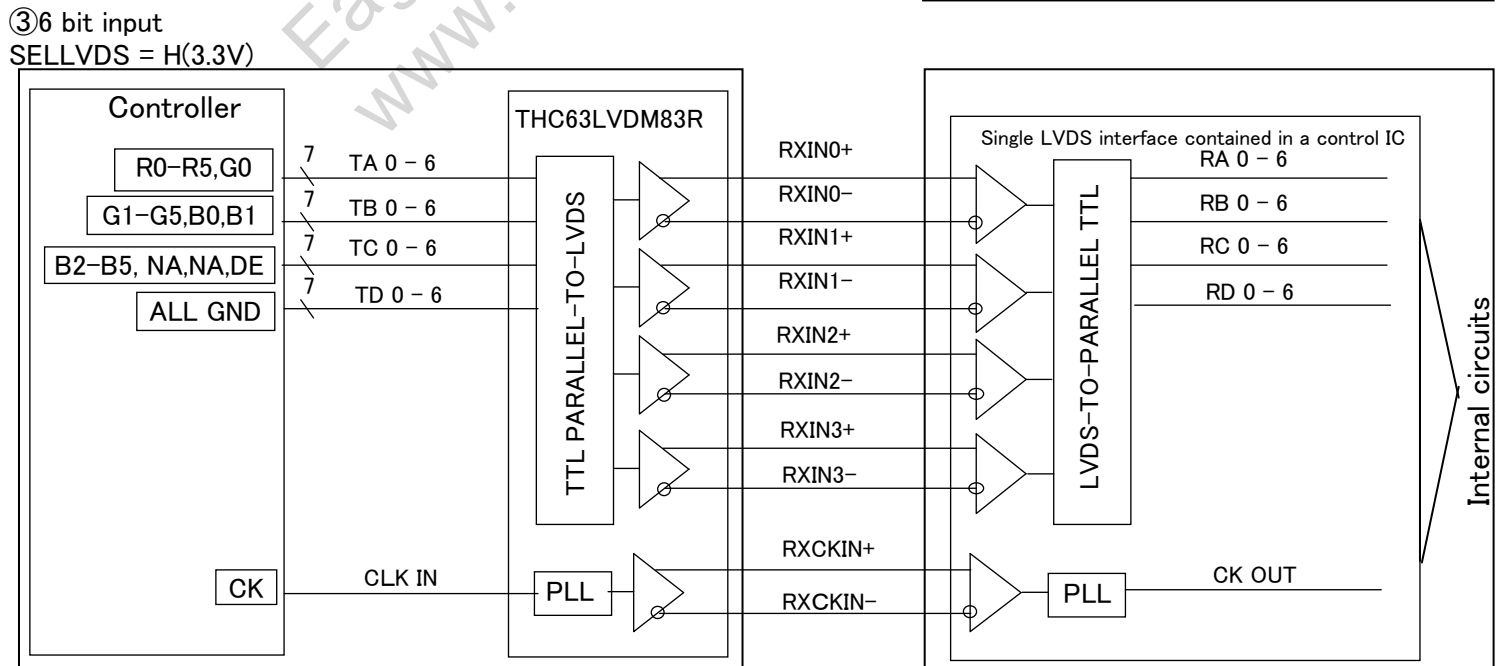 ③6 bit input
SELLVDS = H(3.3V)
Controller
R0-R5,G0
G1-G5,B0,B1
B2-B5, NA,NA,DE
ALL GND
CK
7
TA 0 - 6
7
TB 0 - 6
7
TC 0 - 6
7
TD 0 - 6
CLK IN
THC63LVDM83R
TTL PARALLEL-TO-LVDS
PLL
RXIN0+
RXIN0-
RXIN1+
RXIN1-
RXIN2+
RXIN2-
RXIN3+
RXIN3-
RXCKIN+
RXCKIN-
Single LVDS interface contained in a control IC
LVDS-TO-PARALLEL TTL
PLL
RA 0 - 6
RB 0 - 6
RC 0 - 6
RD 0 - 6
CK OUT
Internal circuits
www.